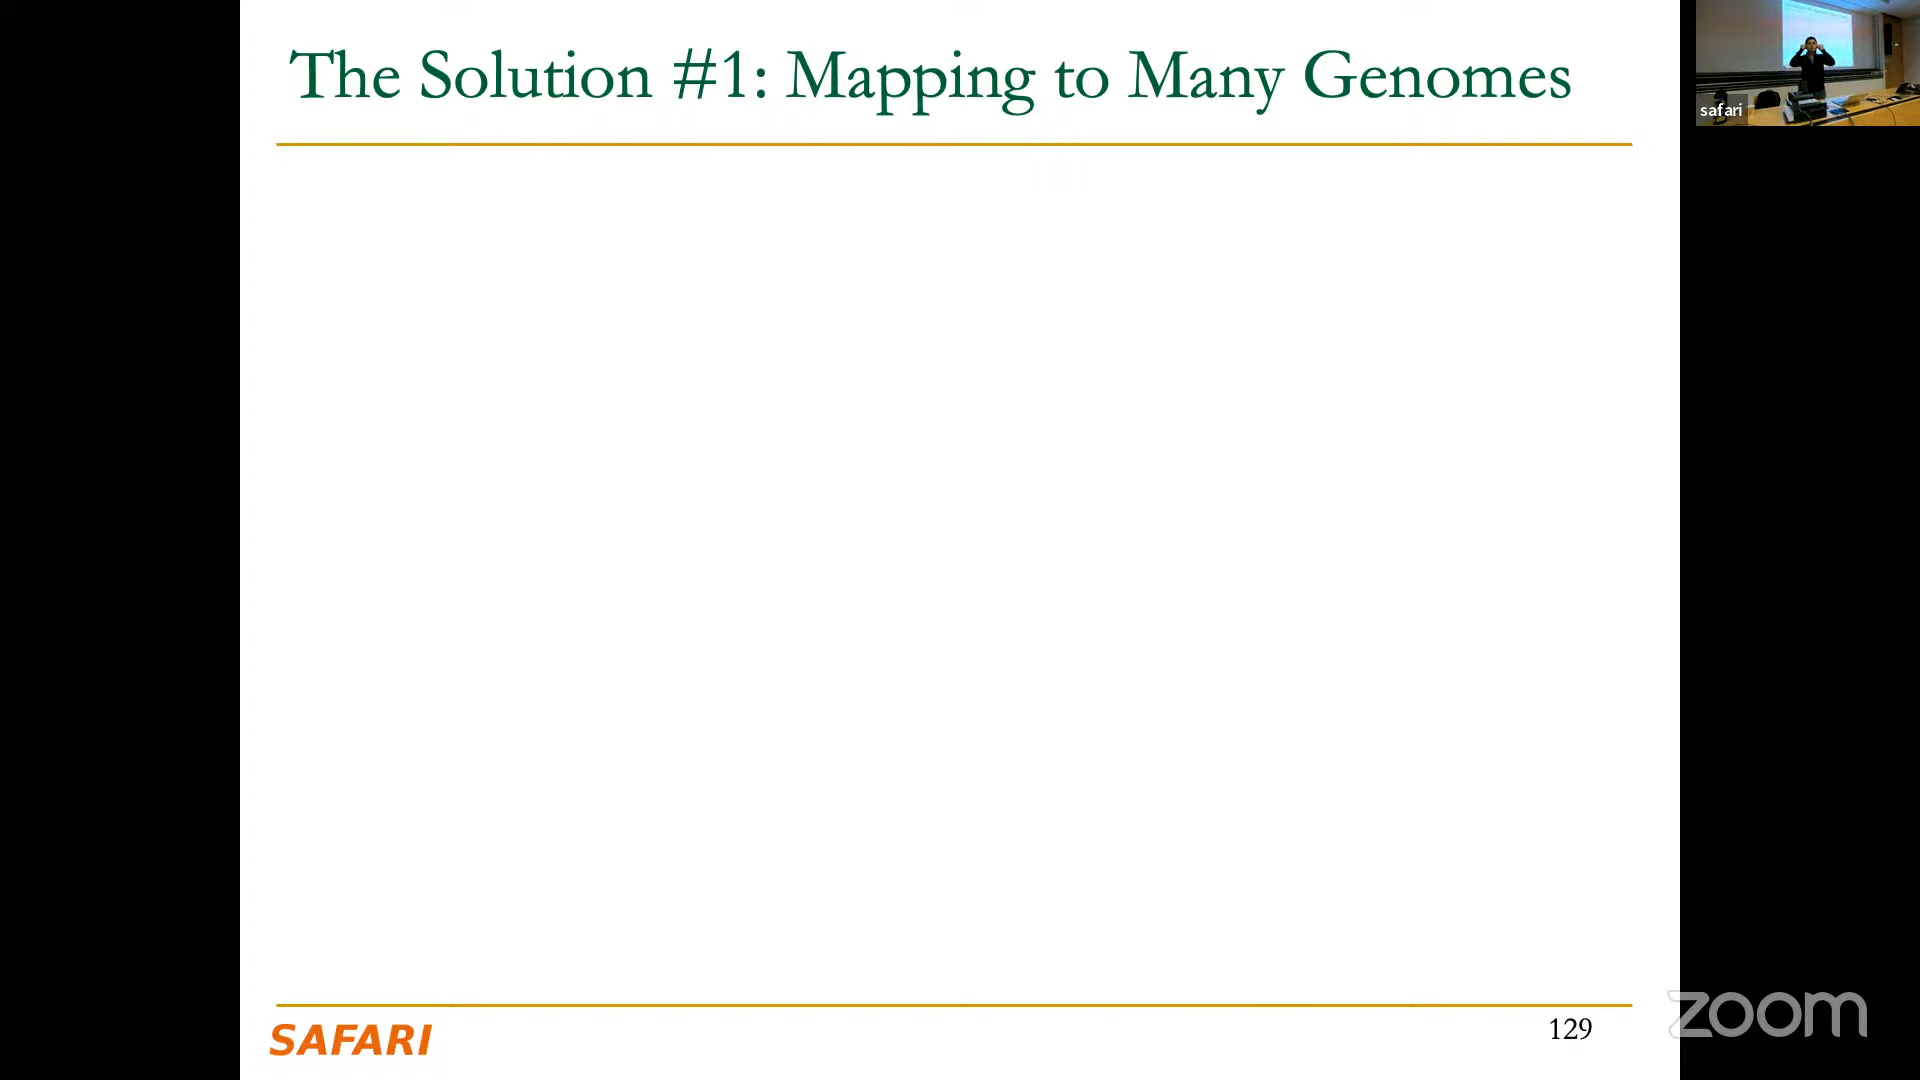 The Solution #1: Mapping to Many Genomes
safari
SAFARI
129
zoom